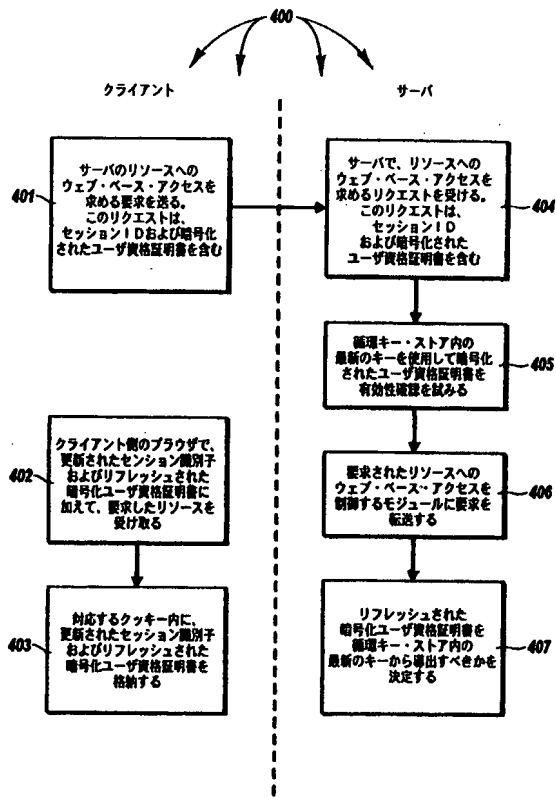 400
クライアント
サーバ
401
サーバのリソースへの
ウェブ・ベース・アクセスを
求める要求を送る。
このリクエストは、
セッションIDおよび暗号化
されたユーザ資格証明書を含む
サーバで、リソースへの
ウェブ・ベース・アクセスを
求めるリクエストを受ける。
このリクエストは、
セッションID
および暗号化された
ユーザ資格証明書を含む
404
循環キー・ストア内の
最新のキーを使用して暗号化
されたユーザ資格証明書を
有効性確認を試みる
405
402
クライアント側のブラウザで、
更新されたセンション識別子
およびリフレッシュされた
暗号化ユーザ資格証明書に
加えて、要求したリソースを
受け取る
要求されたリソースへの
ウェブ・ベース・アクセスを
制御するモジュールに要求を
転送する
406
403
対応するクッキー内に、
更新されたセッション識別子
およびリフレッシュされた
暗号化ユーザ資格証明書を
格納する
リフレッシュされた
暗号化ユーザ資格証明書を
循環キー・ストア内の
最新のキーから導出すべきかを
決定する
407